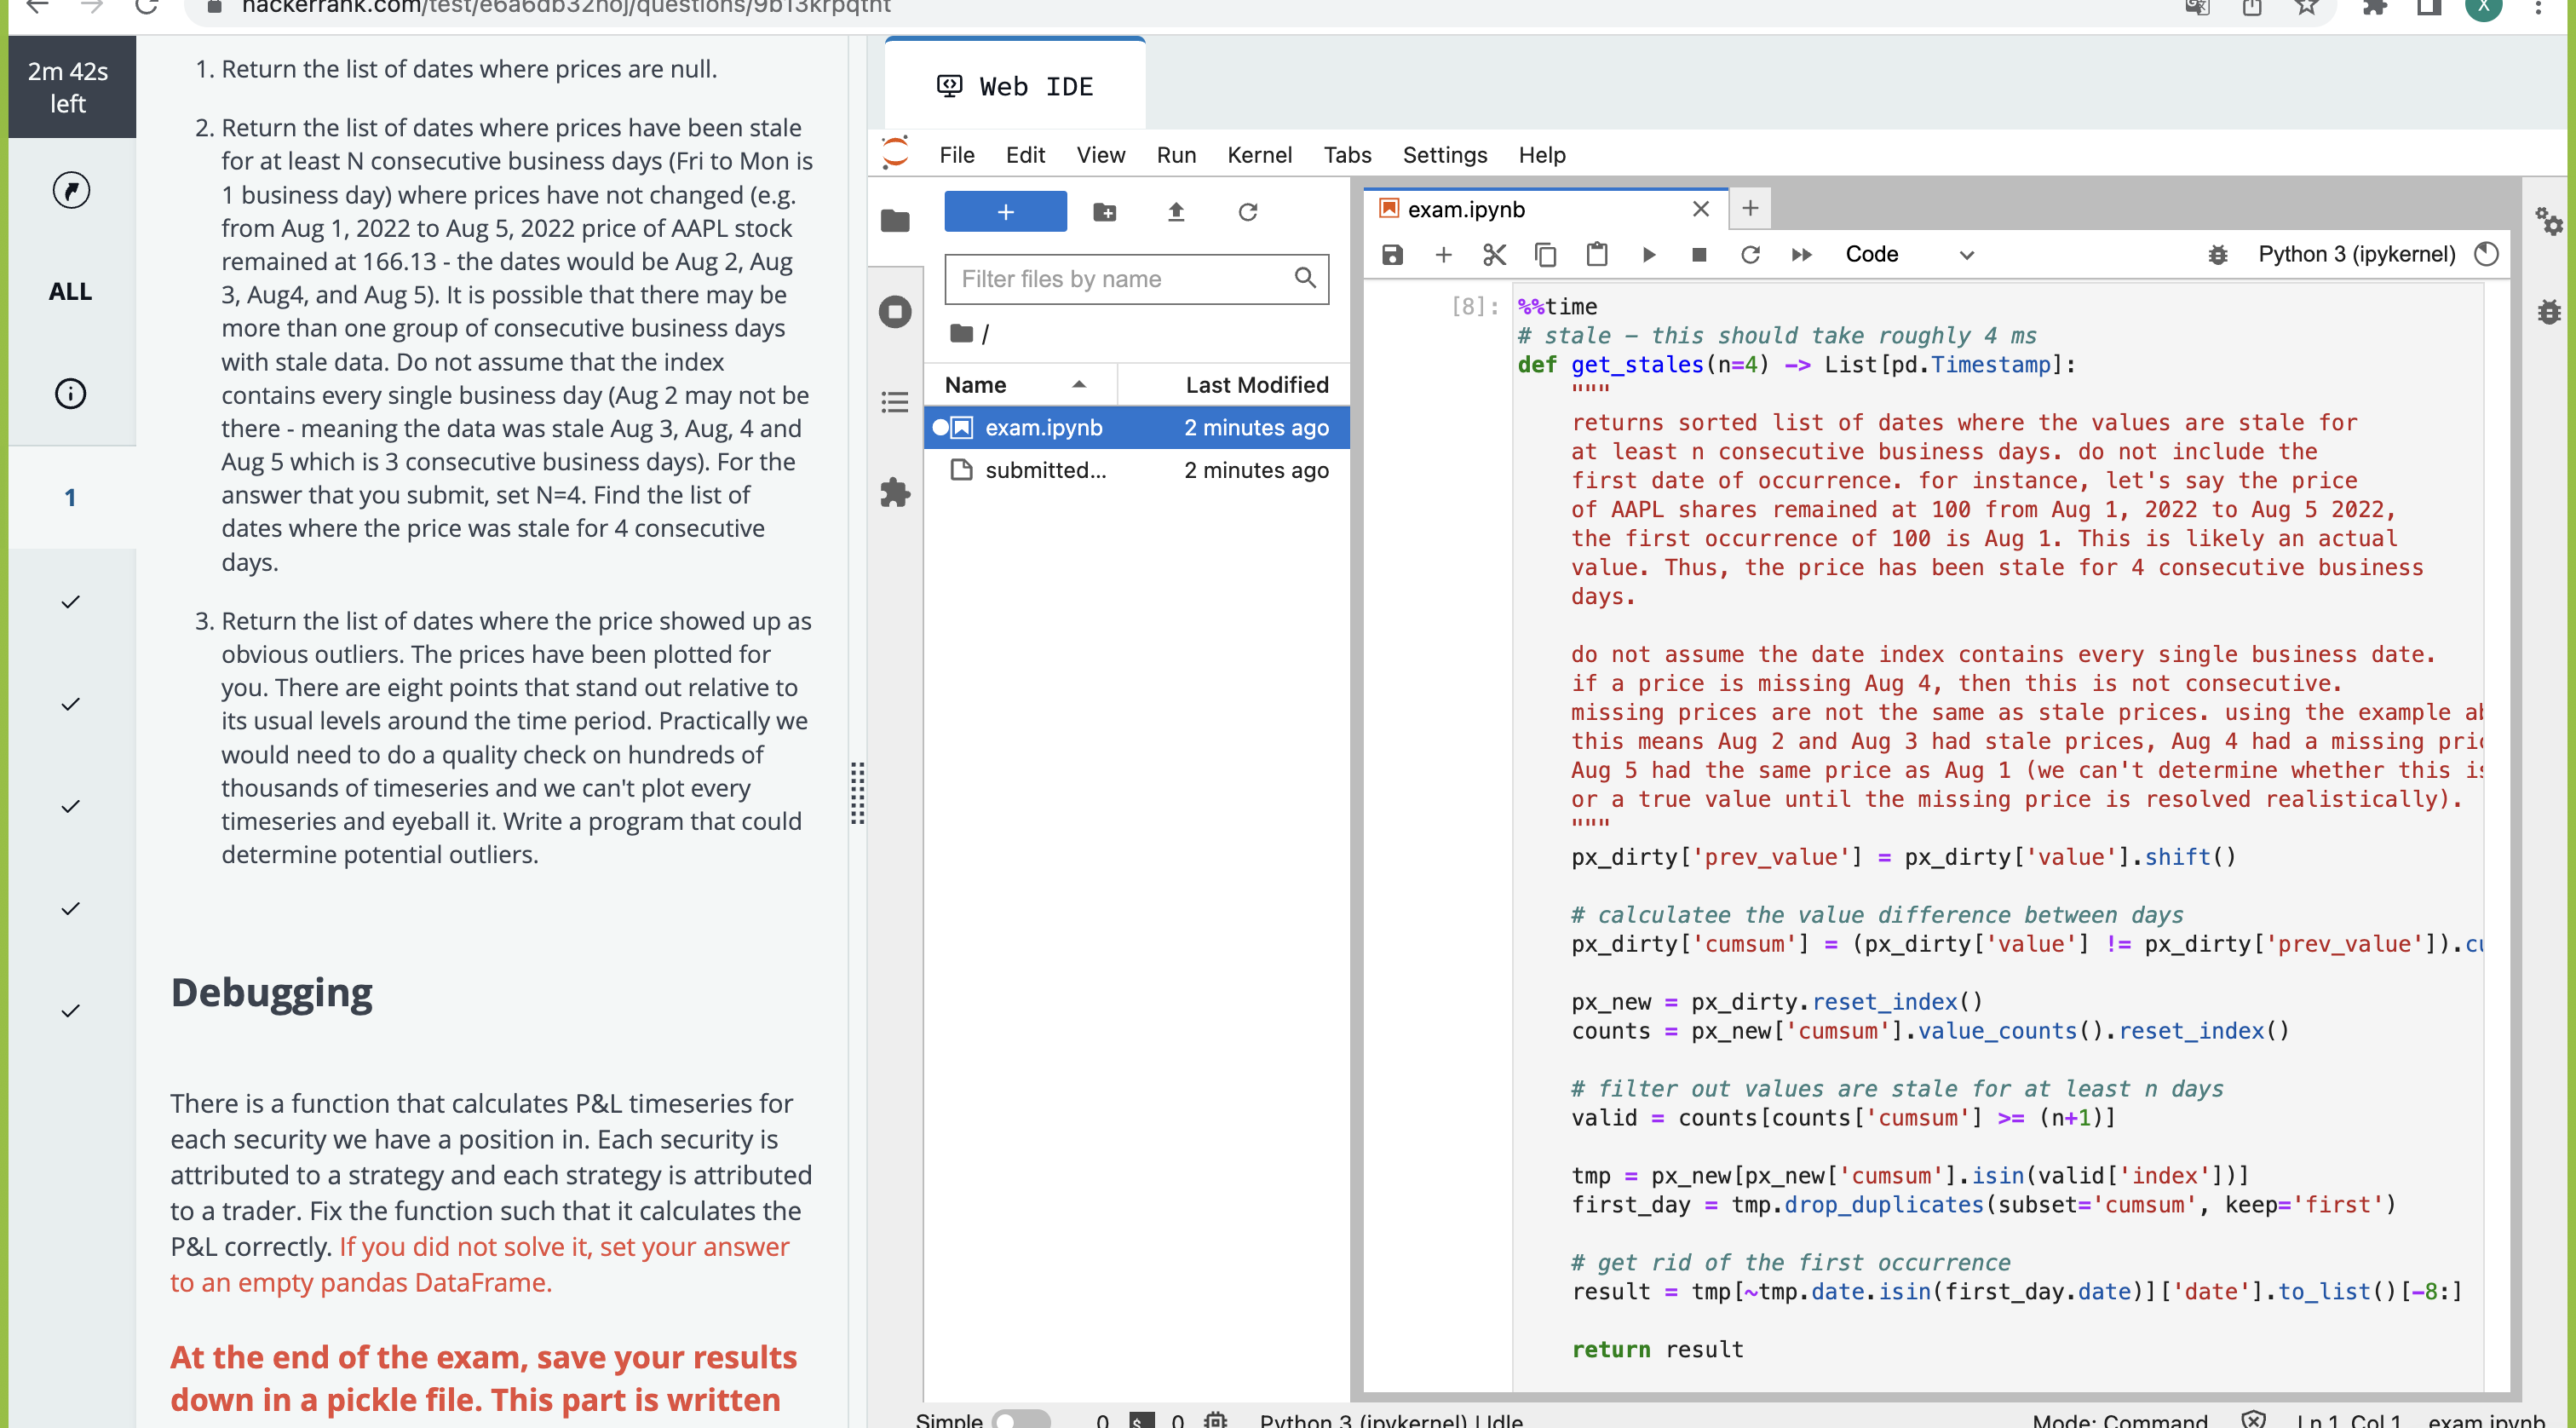 hackerrank.com/test/e6a6db32hoj/questions/9b13krpqtht
X
2m 42s
left
ALL
1
1. Return the list of dates where prices are null.
2. Return the list of dates where prices have been stale
for at least N consecutive business days (Fri to Mon is
1 business day) where prices have not changed (e.g.
from Aug 1, 2022 to Aug 5, 2022 price of AAPL stock
remained at 166.13 - the dates would be Aug 2, Aug
3, Aug4, and Aug 5). It is possible that there may be
more than one group of consecutive business days
with stale data. Do not assume that the index
contains every single business day (Aug 2 may not be
there - meaning the data was stale Aug 3, Aug, 4 and
Aug 5 which is 3 consecutive business days). For the
answer that you submit, set N=4. Find the list of
dates where the price was stale for 4 consecutive
days.
3. Return the list of dates where the price showed up as
obvious outliers. The prices have been plotted for
you. There are eight points that stand out relative to
its usual levels around the time period. Practically we
would need to do a quality check on hundreds of
thousands of timeseries and we can't plot every
timeseries and eyeball it. Write a program that could
determine potential outliers.
Debugging
There is a function that calculates P&L timeseries for
each security we have a position in. Each security is
attributed to a strategy and each strategy is attributed
to a trader. Fix the function such that it calculates the
P&L correctly. If you did not solve it, set your answer
to an empty pandas DataFrame.
At the end of the exam, save your results
down in a pickle file. This part is written
Web IDE
File Edit View Run Kernel Tabs Settings Help
Filter files by name
/
Name Last Modified
exam.ipynb 2 minutes ago
submitted... 2 minutes ago
exam.ipynb
Code
Python 3 (ipykernel)
[8]: %%time
# stale – this should take roughly 4 ms
def get_stales(n=4) -> List[pd.Timestamp]:
"""
returns sorted list of dates where the values are stale for
at least n consecutive business days. do not include the
first date of occurrence. for instance, let's say the price
of AAPL shares remained at 100 from Aug 1, 2022 to Aug 5 2022,
the first occurrence of 100 is Aug 1. This is likely an actual
value. Thus, the price has been stale for 4 consecutive business
days.
do not assume the date index contains every single business date.
if a price is missing Aug 4, then this is not consecutive.
missing prices are not the same as stale prices. using the example
this means Aug 2 and Aug 3 had stale prices, Aug 4 had a missing
Aug 5 had the same price as Aug 1 (we can't determine whether this
or a true value until the missing price is resolved realistically).
"""
px_dirty['prev_value'] = px_dirty['value'].shift()
# calculatee the value difference between days
px_dirty['cumsum'] = (px_dirty['value'] != px_dirty['prev_value']).
px_new = px_dirty.reset_index()
counts = px_new['cumsum'].value_counts().reset_index()
# filter out values are stale for at least n days
valid = counts[counts['cumsum'] >= (n+1)]
tmp = px_new[px_new['cumsum'].isin(valid['index'])]
first_day = tmp.drop_duplicates(subset='cumsum', keep='first')
# get rid of the first occurrence
result = tmp[~tmp.date.isin(first_day.date)]['date'].to_list()[-8:]
return result
Simple 0 0 Python 3 (ipykernel) | Idle
Mode: Command Ln 1, Col 1 exam.ipynb